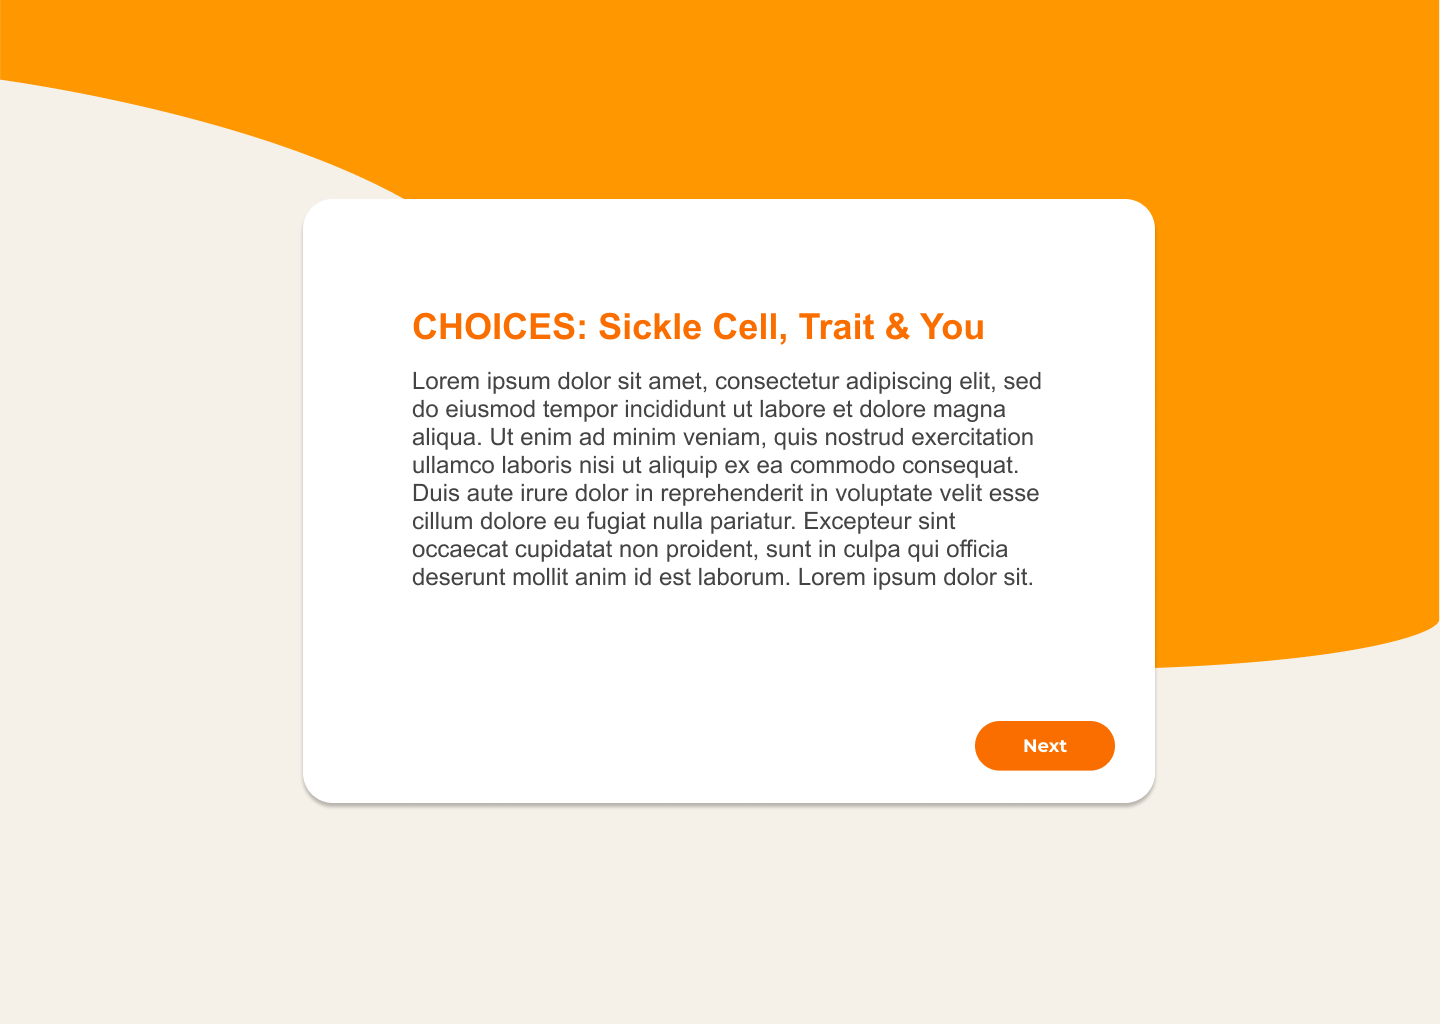 CHOICES: Sickle Cell, Trait & You
Lorem ipsum dolor sit amet, consectetur adipiscing elit, sed
do eiusmod tempor incididunt ut labore et dolore magna
aliqua. Ut enim ad minim veniam, quis nostrud exercitation
ullamco laboris nisi ut aliquip ex ea commodo consequat.
Duis aute irure dolor in reprehenderit in voluptate velit esse
cillum dolore eu fugiat nulla pariatur. Excepteur sint
occaecat cupidatat non proident, sunt in culpa qui officia
deserunt mollit anim id est laborum. Lorem ipsum dolor sit.
Next